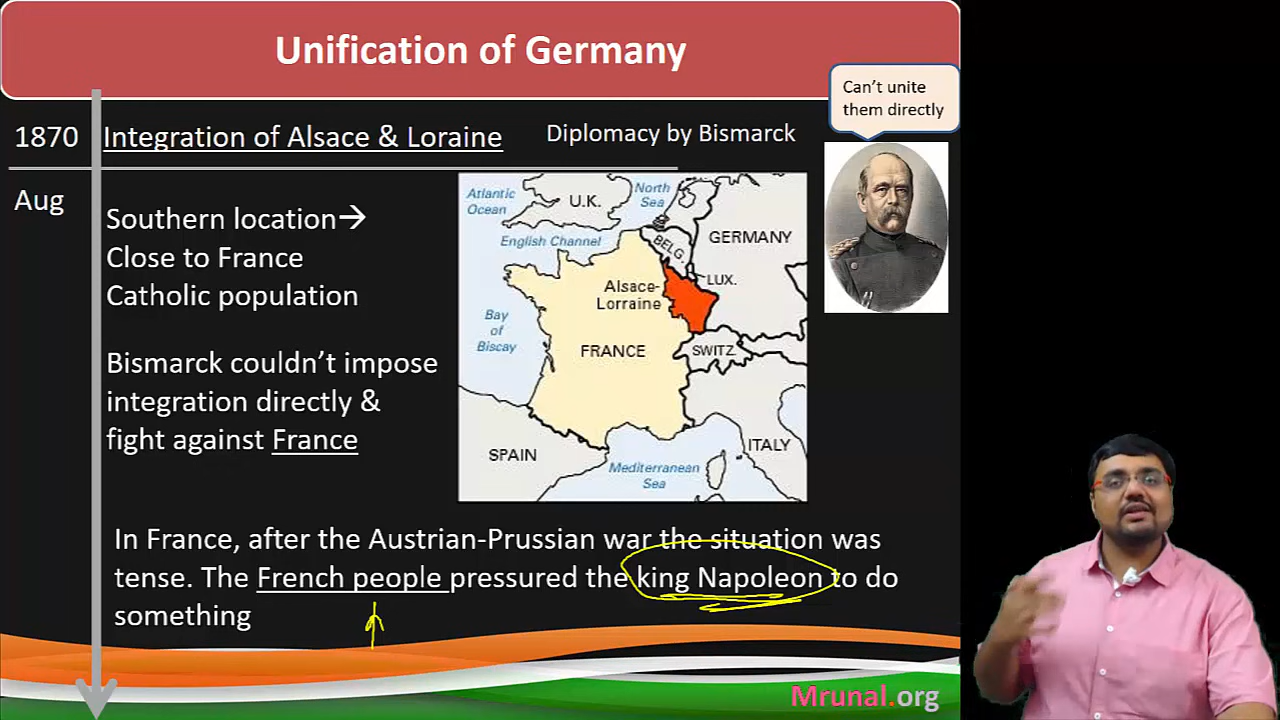 Unification of Germany
Can't unite
them directly
1870 Integration of Alsace & Loraine Diplomacy by Bismarck
Aug
Southern location→
Close to France
Catholic population
Bismarck couldn't impose
integration directly &
fight against France
Atlantic
Ocean
U.K.
North
Sea
English Channel
BELG.
GERMANY
LUX.
Alsace-
Lorraine
Bay
of
Biscay
FRANCE
SWITZ.
SPAIN
ITALY
Mediterranean
Sea
In France, after the Austrian-Prussian war the situation was
tense. The French people pressured the king Napoleon to do
something
Mrunal.org